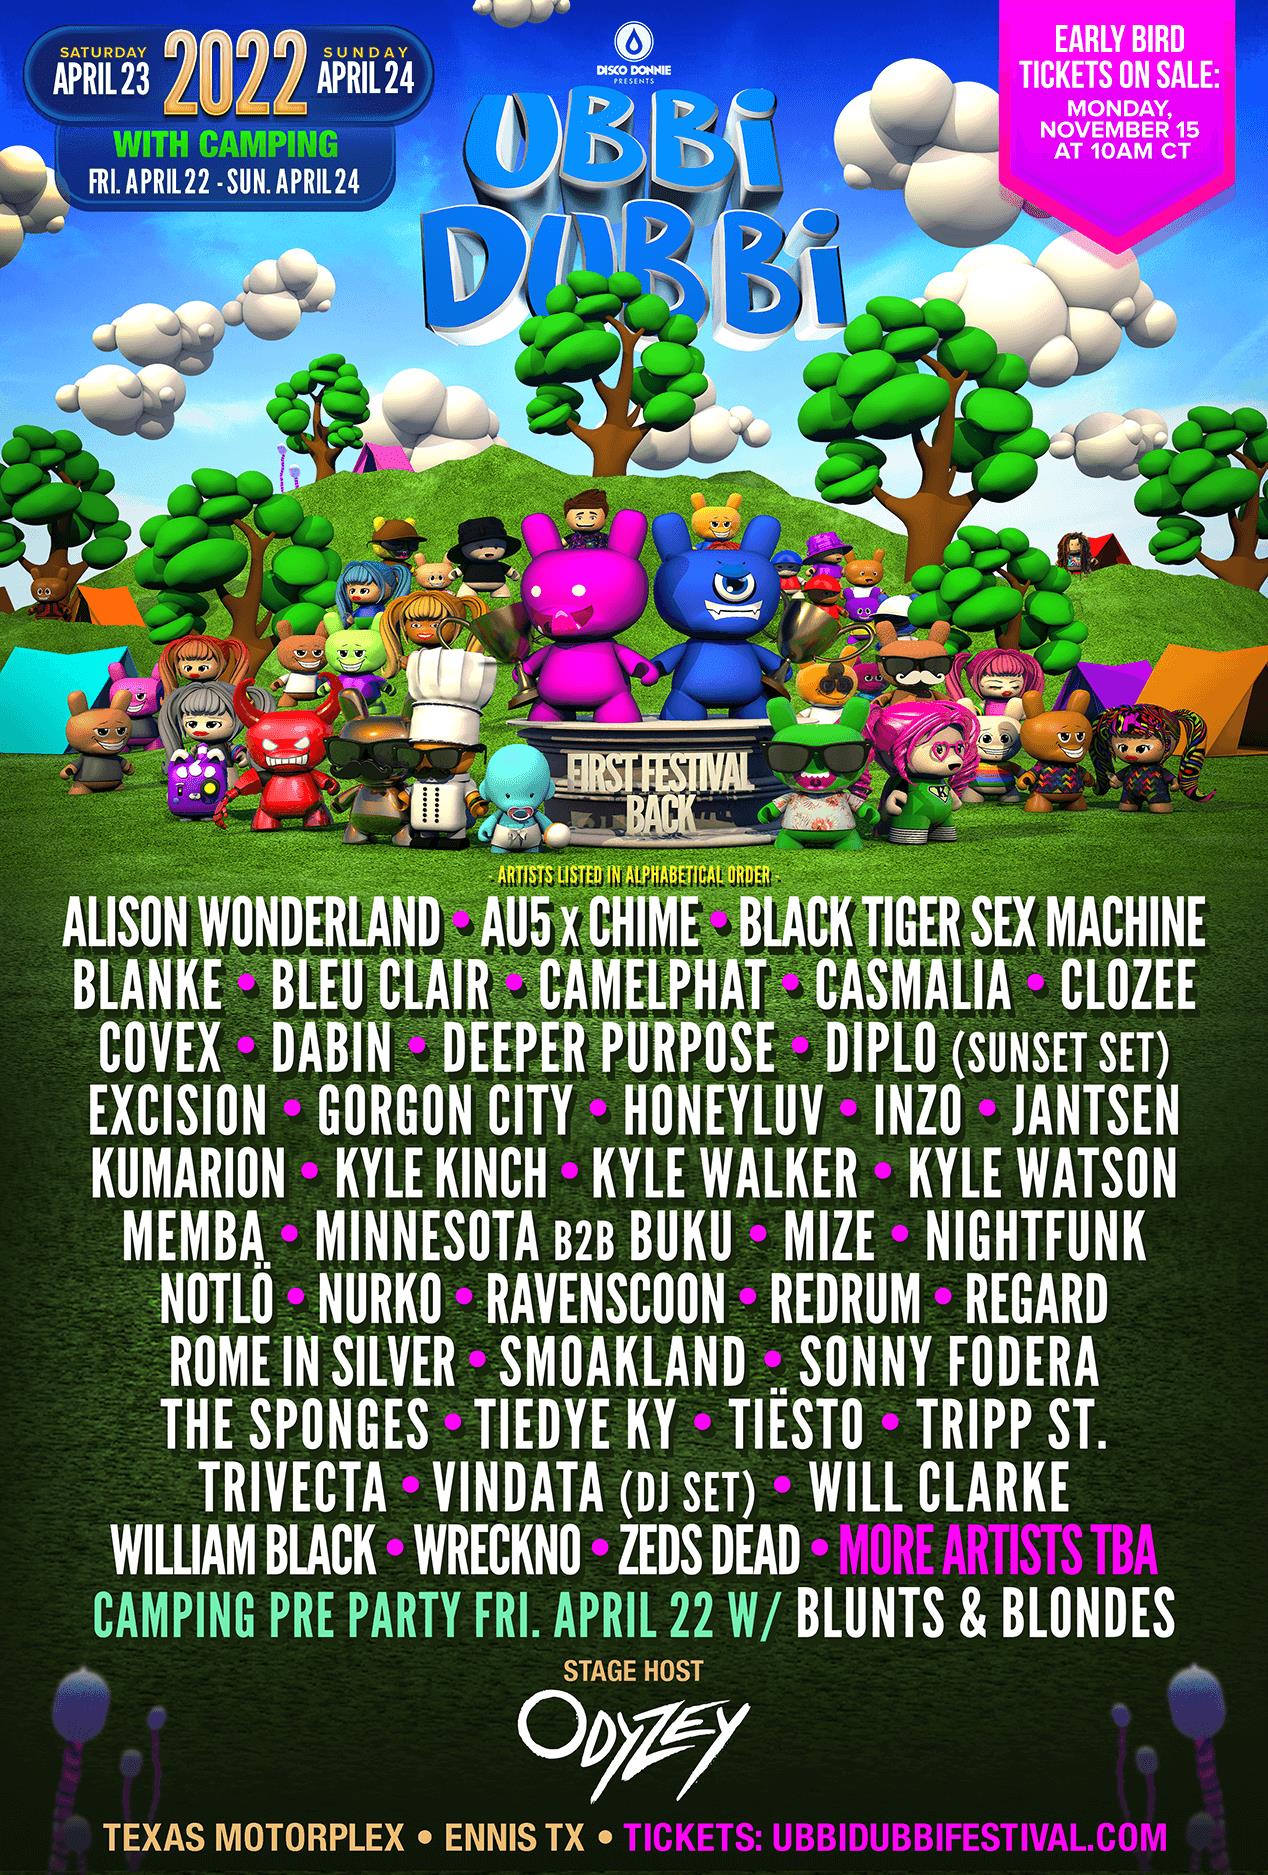 SATURDAY
APRIL 23
2022
SUNDAY
APRIL 24
WITH CAMPING
FRI. APRIL 22 - SUN. APRIL 24
DISCO DONNIE
PRESENTS
UBBi
DUBBi
EARLY BIRD
TICKETS ON SALE:
MONDAY,
NOVEMBER 15
AT 10AM CT
FIRST FESTIVAL
BACK
- ARTISTS LISTED IN ALPHABETICAL ORDER -
ALISON WONDERLAND • AU5 x CHIME • BLACK TIGER SEX MACHINE
BLANKE • BLEU CLAIR • CAMELPHAT • CASMALIA • CLOZEE
COVEX • DABIN • DEEPER PURPOSE • DIPLO (SUNSET SET)
EXCISION • GORGON CITY • HONEYLUV • INZO • JANTSEN
KUMARION • KYLE KINCH • KYLE WALKER • KYLE WATSON
MEMBA • MINNESOTA B2B BUKU • MIZE • NIGHTFUNK
NOTLÖ • NURKO • RAVENSCOON • REDRUM • REGARD
ROME IN SILVER • SMOAKLAND • SONNY FODERA
THE SPONGES • TIEDYE KY • TIËSTO • TRIPP ST.
TRIVECTA • VINDATA (DJ SET) • WILL CLARKE
WILLIAM BLACK • WRECKNO • ZEDS DEAD • MORE ARTISTS TBA
CAMPING PRE PARTY FRI. APRIL 22 W/ BLUNTS & BLONDES
STAGE HOST
ODYZEY
TEXAS MOTORPLEX • ENNIS TX • TICKETS: UBBIDUBBIFESTIVAL.COM